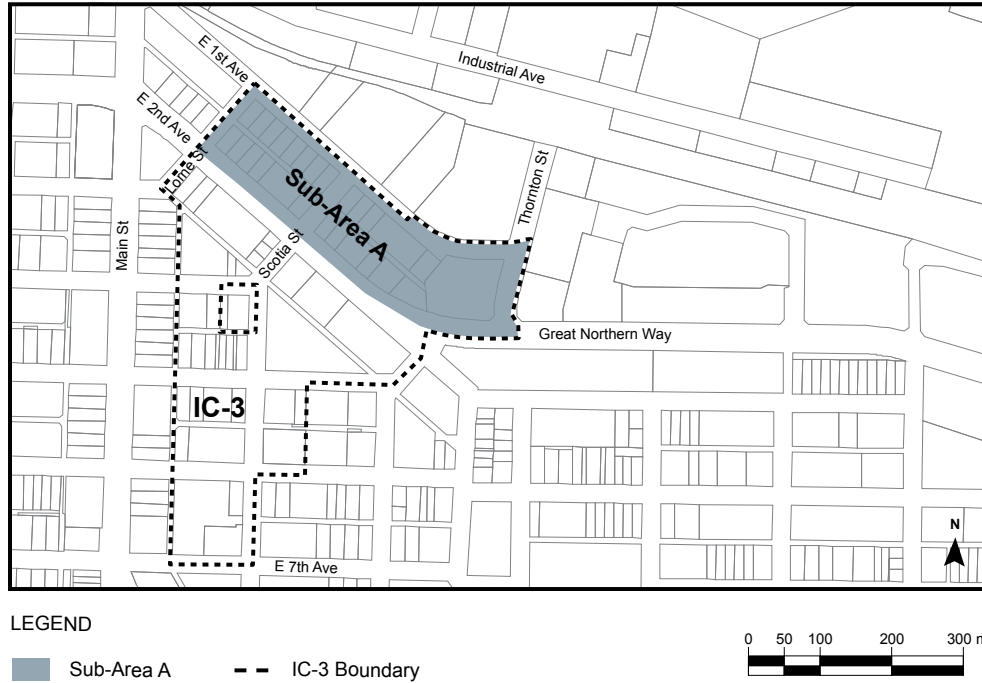 E 1st Ave
Industrial Ave
E 2nd Ave
Lorne St
Thornton St
Sub-Area A
Main St
Scotia St
Great Northern Way
IC-3
N
E 7th Ave
LEGEND
Sub-Area A
IC-3 Boundary
0 50 100 200 300 m